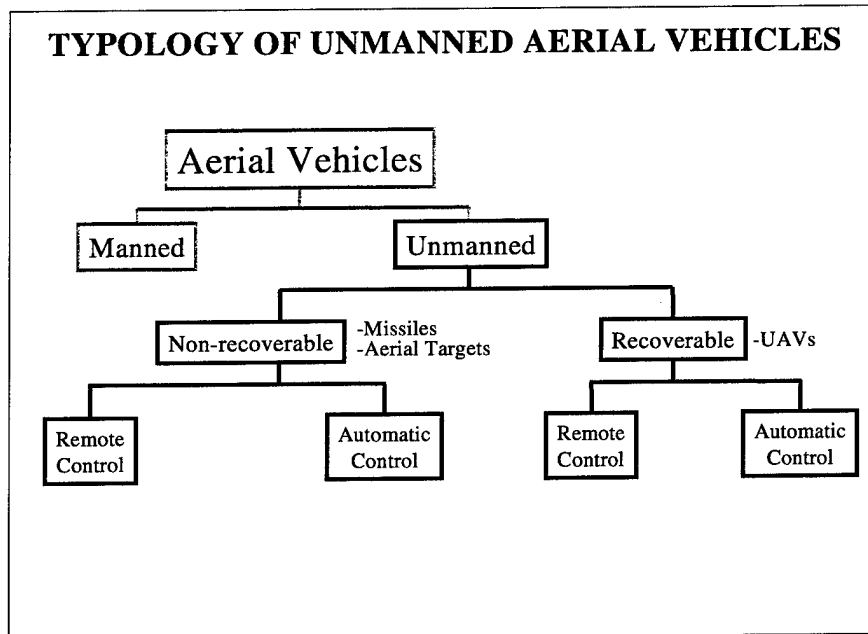 TYPOLOGY OF UNMANNED AERIAL VEHICLES
Aerial Vehicles
Manned
Unmanned
Non-recoverable
-Missiles
-Aerial Targets
Recoverable
-UAVs
Remote
Control
Automatic
Control
Remote
Control
Automatic
Control